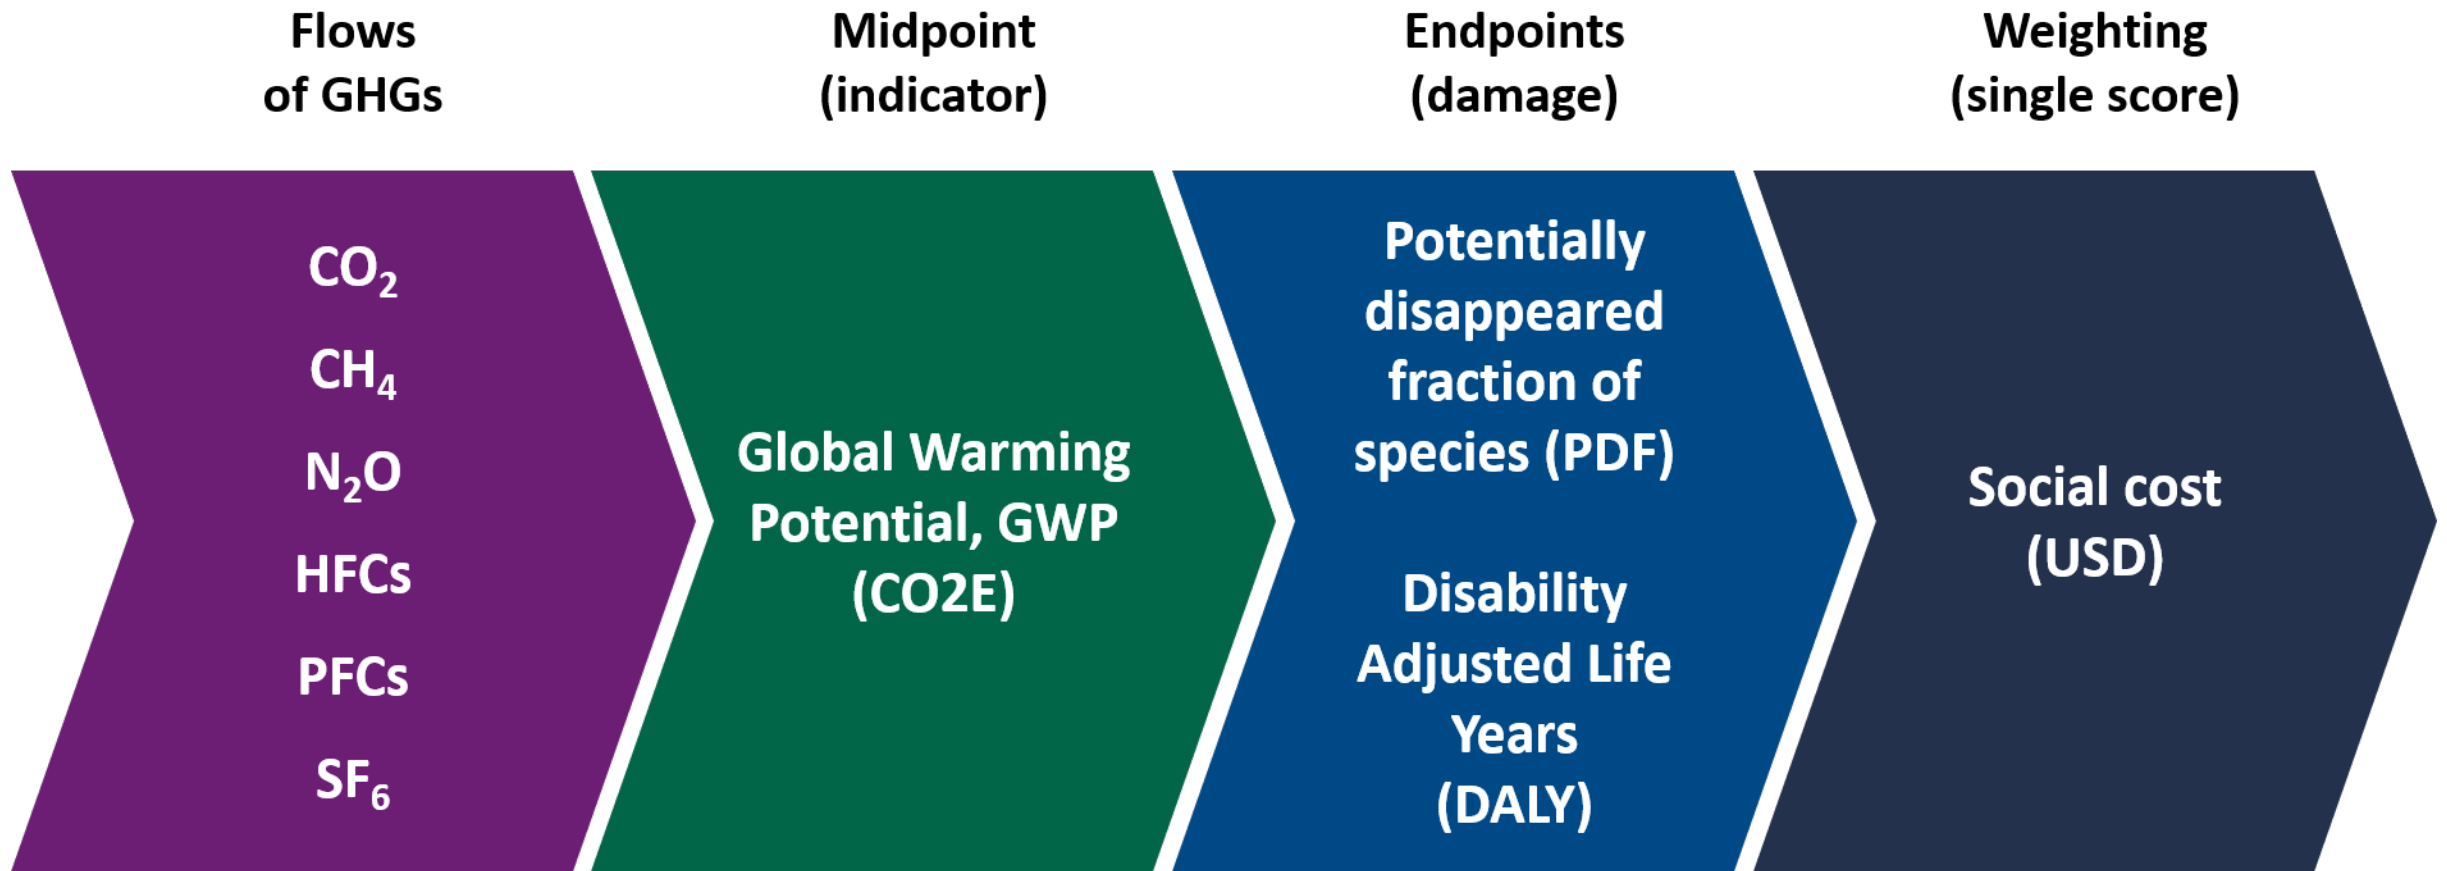 Flows
of GHGs
Midpoint
(indicator)
Endpoints
(damage)
Weighting
(single score)
CO₂
CH₄
N₂O
HFCs
PFCs
SF₆
Global Warming
Potential, GWP
(CO2E)
Potentially
disappeared
fraction of
species (PDF)
Disability
Adjusted Life
Years
(DALY)
Social cost
(USD)